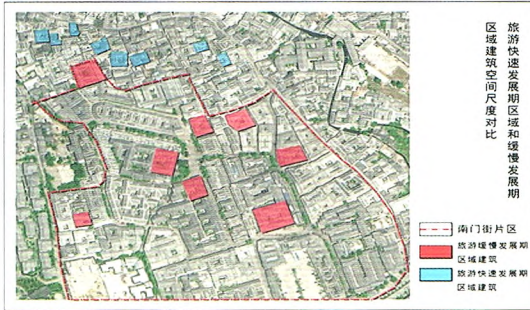 旅游快速发展期区域和缓慢发展期
区域建筑空间尺度对比
南门街片区
旅游缓慢发展期
区域建筑
旅游快速发展期
区域建筑